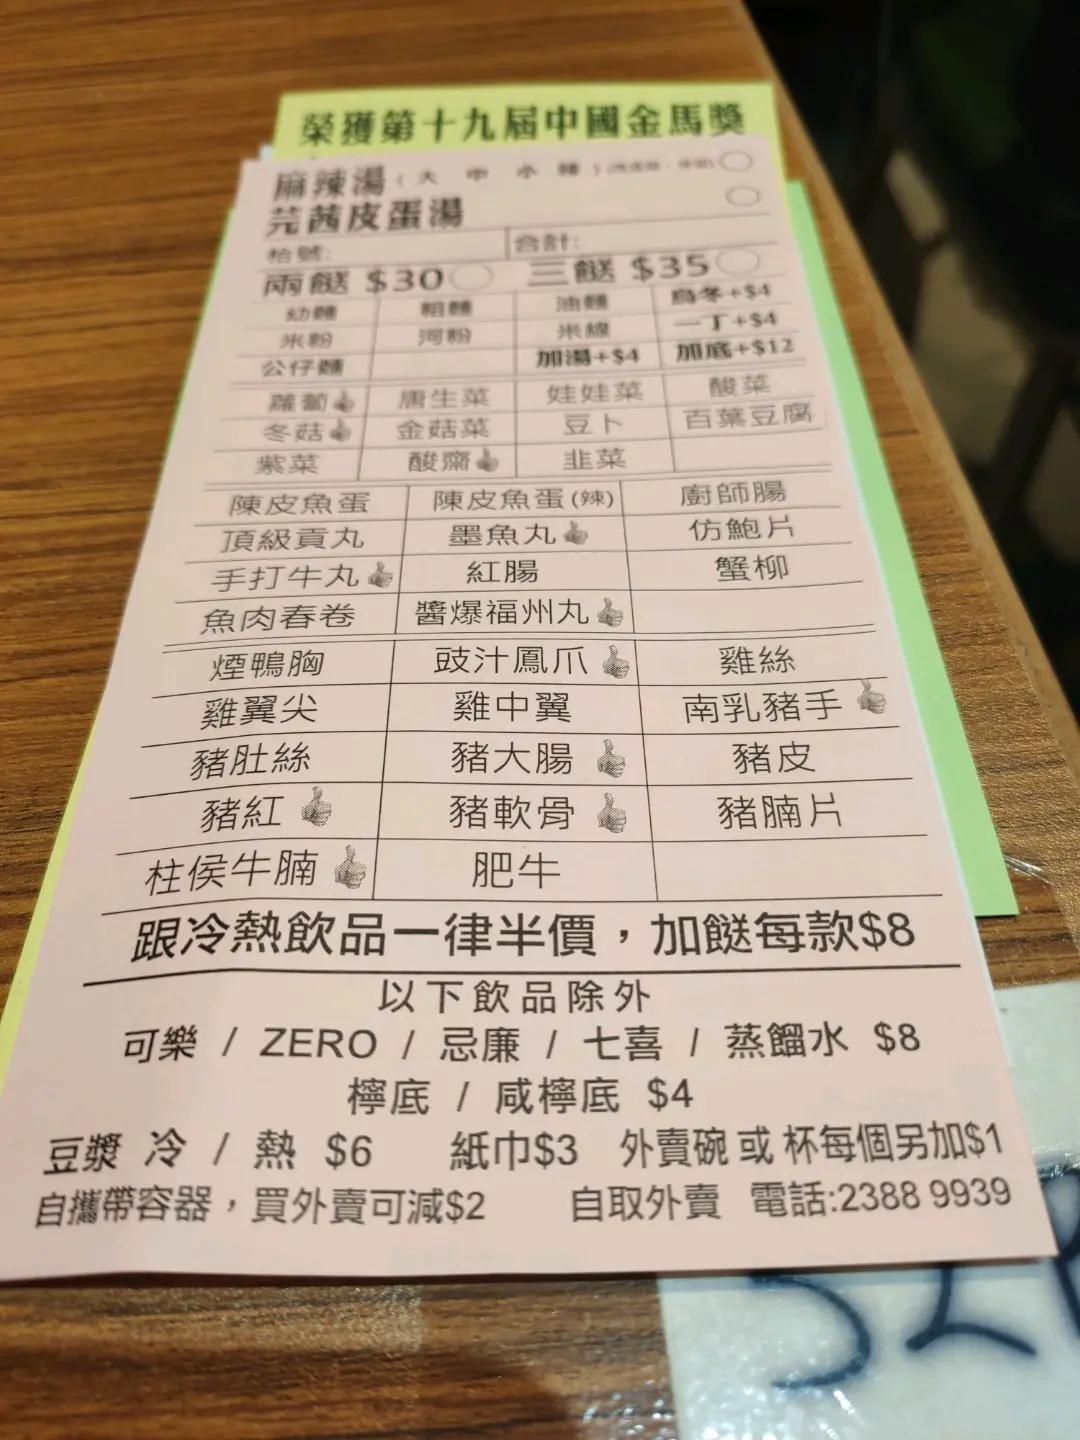 榮獲第十九屆中國金馬獎
麻辣湯 ( 大 中 小 辣 )
芫茜皮蛋湯
枱號: 合計:
兩餸 $30 三餸 $35
幼麵 粗麵 油麵 烏冬+$4
米粉 河粉 米線 一丁+$4
公仔麵 加湯+$4 加底+$12
蘿蔔 唐生菜 娃娃菜 酸菜
冬菇 金菇菜 豆卜 百葉豆腐
紫菜 酸齋 韭菜
陳皮魚蛋 陳皮魚蛋(辣) 廚師腸
頂級貢丸 墨魚丸 仿鮑片
手打牛丸 紅腸 蟹柳
魚肉春卷 醬爆福州丸
煙鴨胸 豉汁鳳爪 雞絲
雞翼尖 雞中翼 南乳豬手
豬肚絲 豬大腸 豬皮
豬紅 豬軟骨 豬腩片
柱侯牛腩 肥牛
跟冷熱飲品一律半價，加餸每款$8
以下飲品除外
可樂 / ZERO / 忌廉 / 七喜 / 蒸餾水 $8
檸底 / 咸檸底 $4
豆漿 冷 / 熱 $6 紙巾$3 外賣碗 或 杯每個另加$1
自攜帶容器，買外賣可減$2 自取外賣 電話:2388 9939